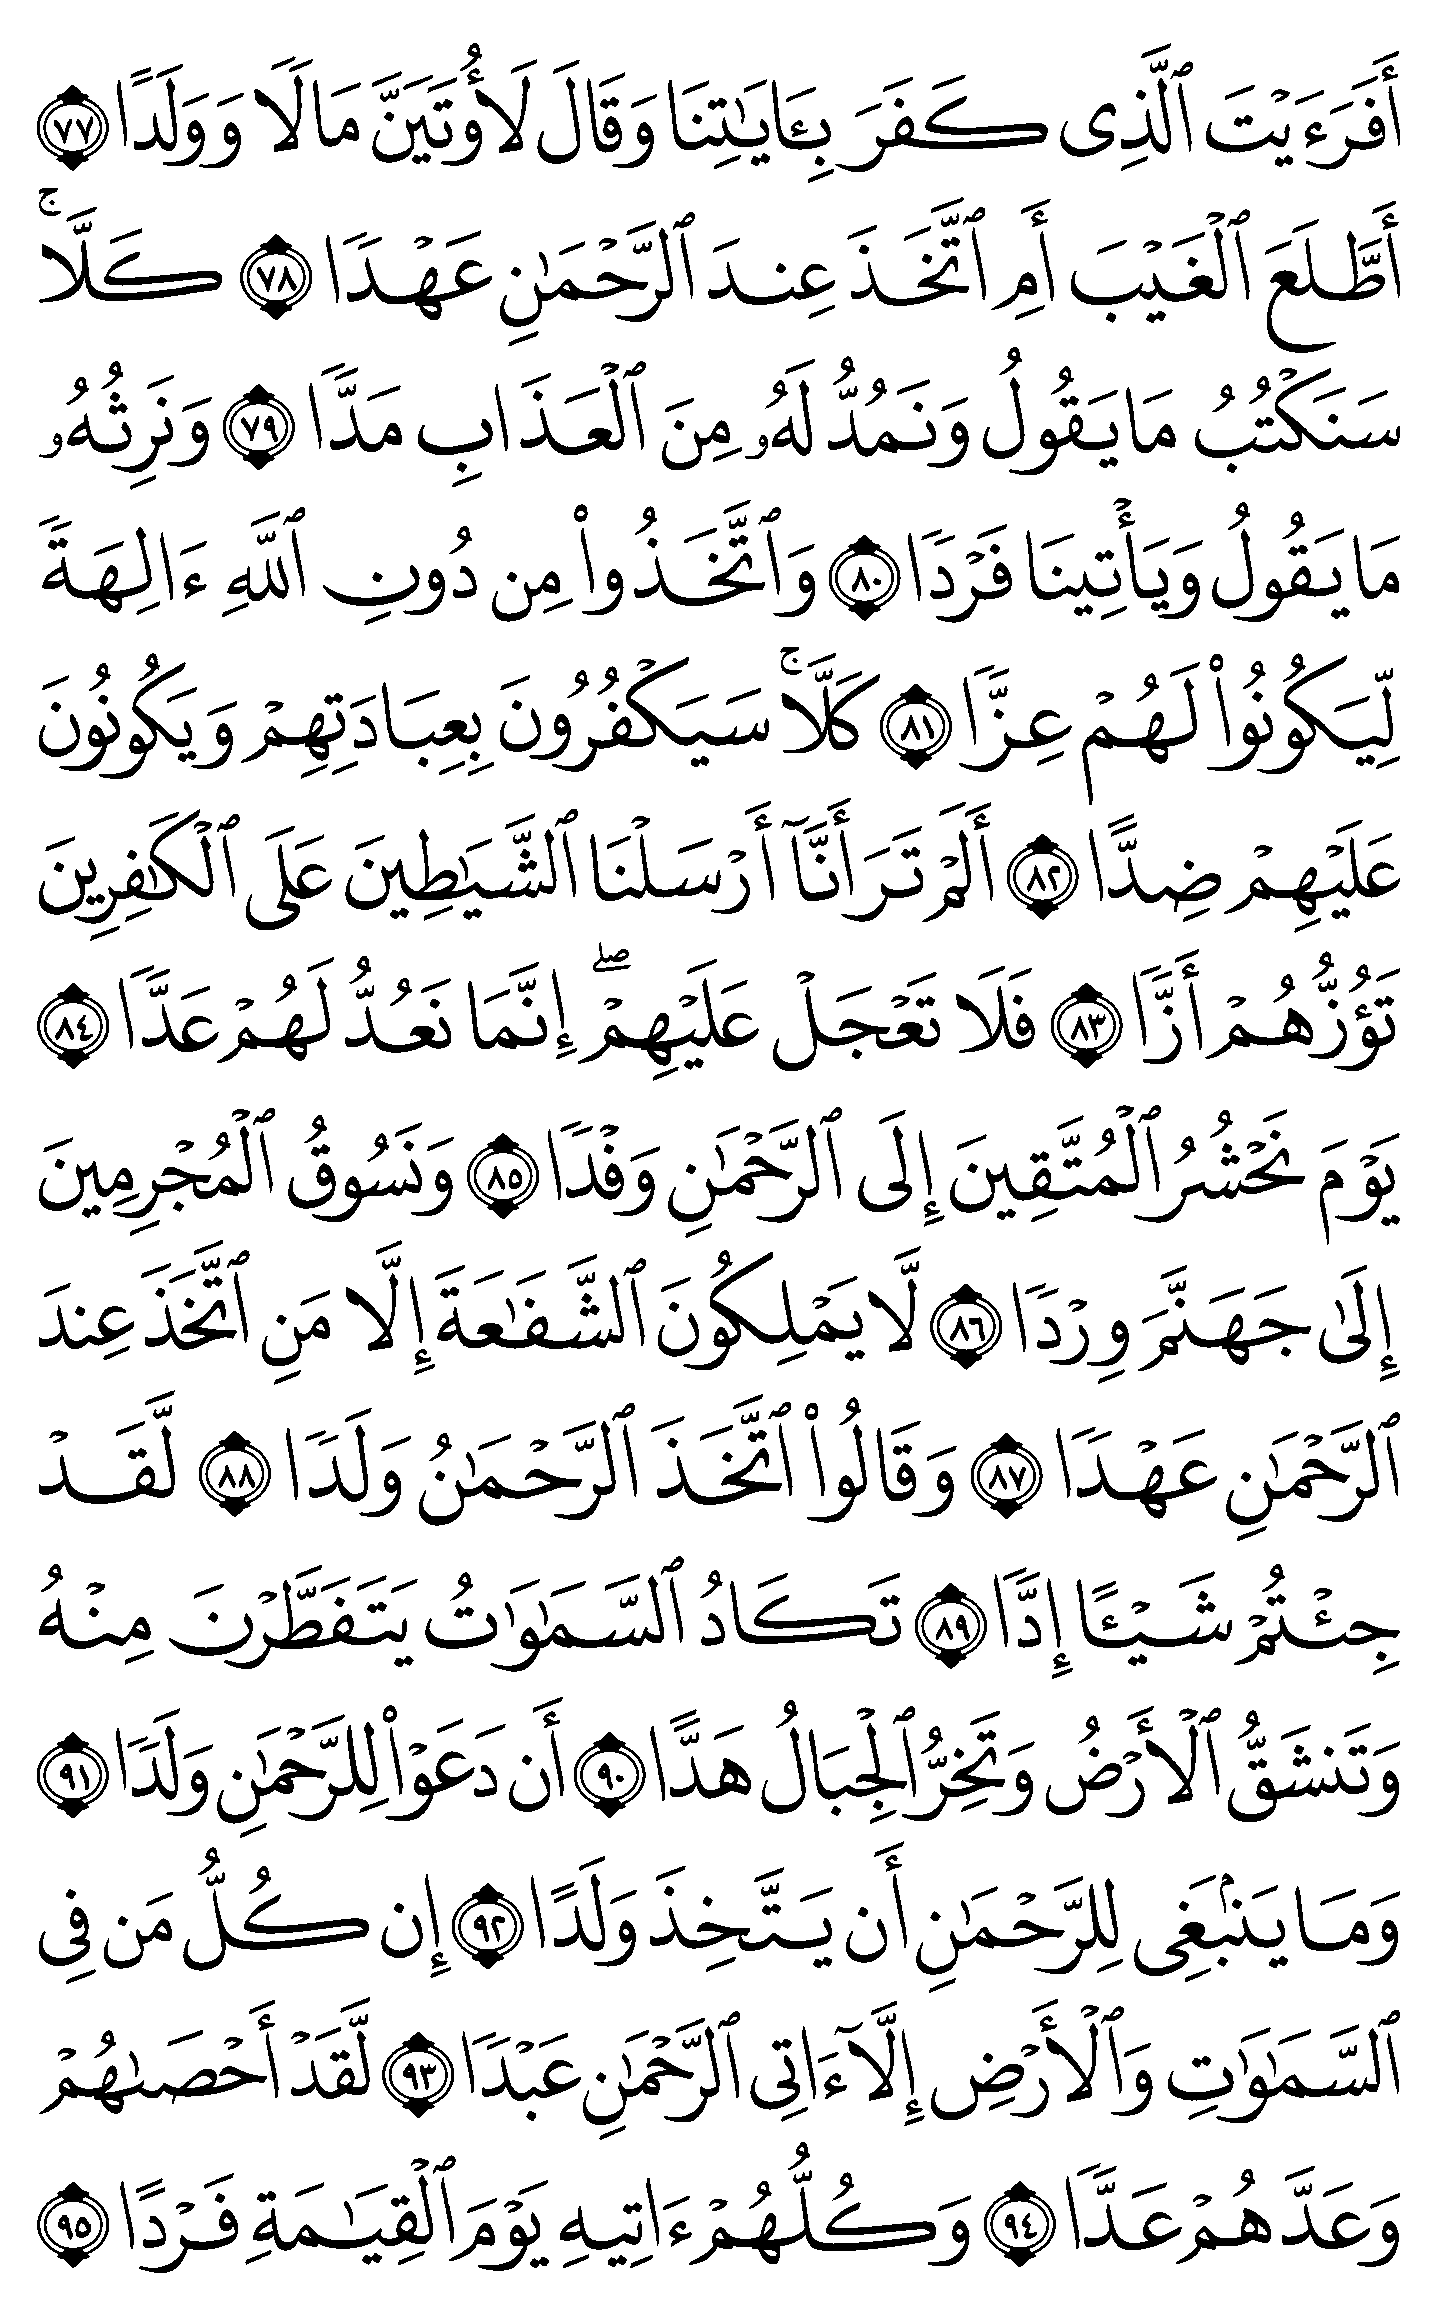 أَفَرَءَيْتَ ٱلَّذِى كَفَرَ بِـَٔايَـٰتِنَا وَقَالَ لَأُوتَيَنَّ مَالًا وَوَلَدًا ٧٧
أَطَّلَعَ ٱلْغَيْبَ أَمِ ٱتَّخَذَ عِندَ ٱلرَّحْمَـٰنِ عَهْدًا ٧٨ كَلَّا ۚ
سَنَكْتُبُ مَا يَقُولُ وَنَمُدُّ لَهُۥ مِنَ ٱلْعَذَابِ مَدًّا ٧٩ وَنَرِثُهُۥ
مَا يَقُولُ وَيَأْتِينَا فَرْدًا ٨٠ وَٱتَّخَذُوا۟ مِن دُونِ ٱللَّهِ ءَالِهَةً
لِّيَكُونُوا۟ لَهُمْ عِزًّا ٨١ كَلَّا ۚ سَيَكْفُرُونَ بِعِبَادَتِهِمْ وَيَكُونُونَ
عَلَيْهِمْ ضِدًّا ٨٢ أَلَمْ تَرَ أَنَّآ أَرْسَلْنَا ٱلشَّيَـٰطِينَ عَلَى ٱلْكَـٰفِرِينَ
تَؤُزُّهُمْ أَزًّا ٨٣ فَلَا تَعْجَلْ عَلَيْهِمْ ۖ إِنَّمَا نَعُدُّ لَهُمْ عَدًّا ٨٤
يَوْمَ نَحْشُرُ ٱلْمُتَّقِينَ إِلَى ٱلرَّحْمَـٰنِ وَفْدًا ٨٥ وَنَسُوقُ ٱلْمُجْرِمِينَ
إِلَىٰ جَهَنَّمَ وِرْدًا ٨٦ لَّا يَمْلِكُونَ ٱلشَّفَـٰعَةَ إِلَّا مَنِ ٱتَّخَذَ عِندَ
ٱلرَّحْمَـٰنِ عَهْدًا ٨٧ وَقَالُوا۟ ٱتَّخَذَ ٱلرَّحْمَـٰنُ وَلَدًا ٨٨ لَّقَدْ
جِئْتُمْ شَيْـًٔا إِدًّا ٨٩ تَكَادُ ٱلسَّمَـٰوَٰتُ يَتَفَطَّرْنَ مِنْهُ
وَتَنشَقُّ ٱلْأَرْضُ وَتَخِرُّ ٱلْجِبَالُ هَدًّا ٩٠ أَن دَعَوْا۟ لِلرَّحْمَـٰنِ وَلَدًا ٩١
وَمَا يَنۢبَغِى لِلرَّحْمَـٰنِ أَن يَتَّخِذَ وَلَدًا ٩٢ إِن كُلُّ مَن فِى
ٱلسَّمَـٰوَٰتِ وَٱلْأَرْضِ إِلَّآ ءَاتِى ٱلرَّحْمَـٰنِ عَبْدًا ٩٣ لَّقَدْ أَحْصَىٰهُمْ
وَعَدَّهُمْ عَدًّا ٩٤ وَكُلُّهُمْ ءَاتِيهِ يَوْمَ ٱلْقِيَـٰمَةِ فَرْدًا ٩٥